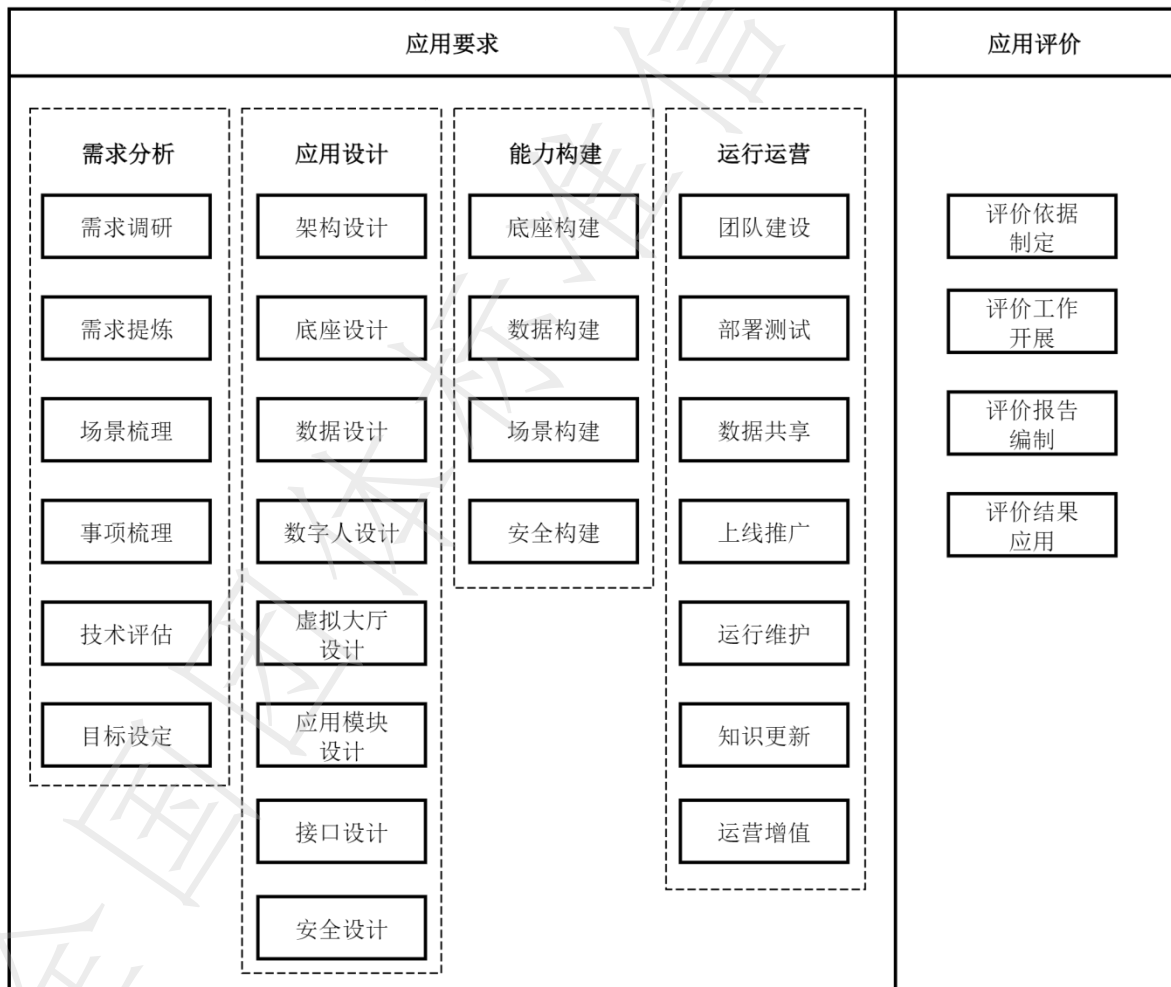 应用要求
应用评价
需求分析
需求调研
需求提炼
场景梳理
事项梳理
技术评估
目标设定
应用设计
架构设计
底座设计
数据设计
数字人设计
虚拟大厅
设计
应用模块
设计
接口设计
安全设计
能力构建
底座构建
数据构建
场景构建
安全构建
运行运营
团队建设
部署测试
数据共享
上线推广
运行维护
知识更新
运营增值
评价依据
制定
评价工作
开展
评价报告
编制
评价结果
应用
全国团体标准信